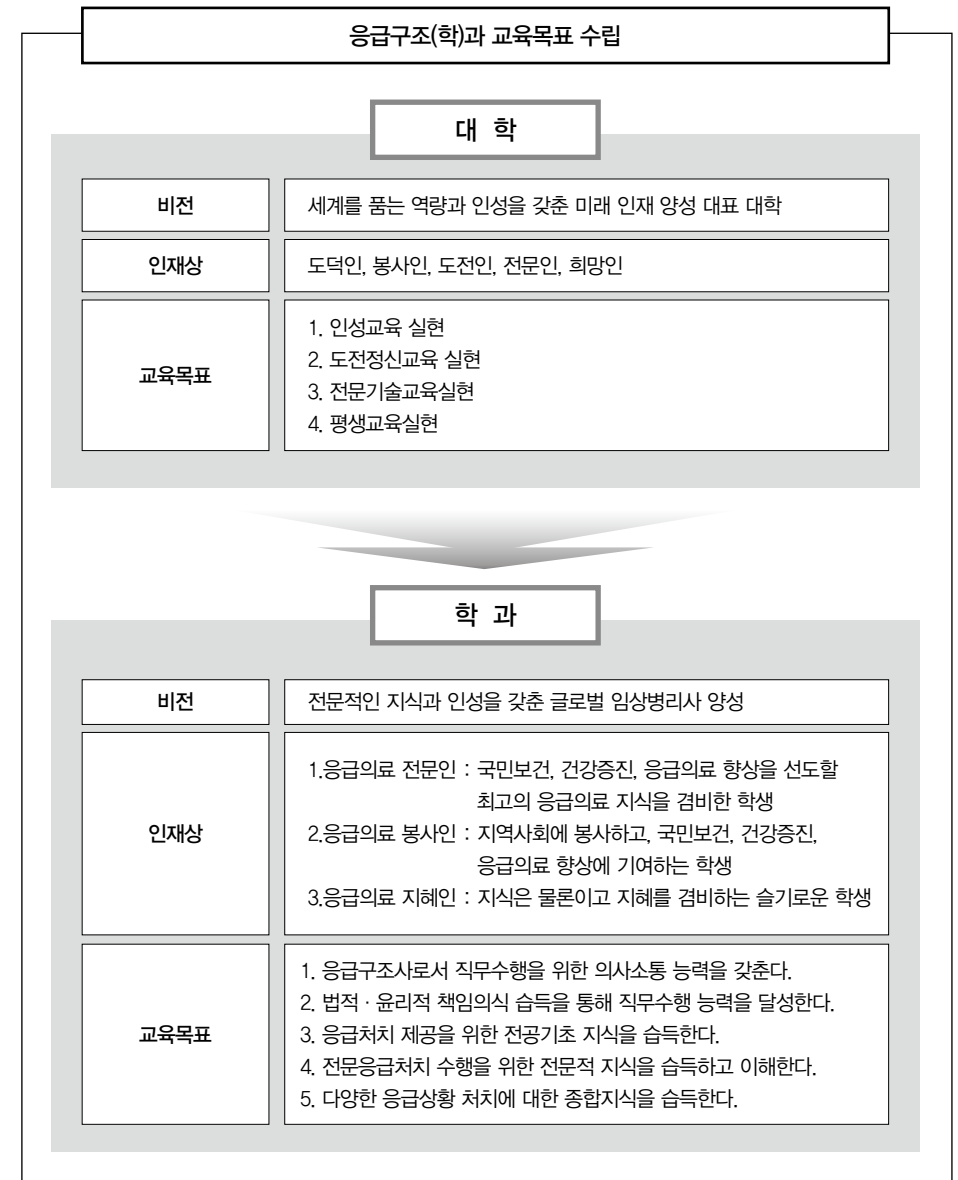 응급구조(학)과 교육목표 수립
대 학
비전
세계를 품는 역량과 인성을 갖춘 미래 인재 양성 대표 대학
인재상
도덕인, 봉사인, 도전인, 전문인, 희망인
교육목표
1. 인성교육 실현
2. 도전정신교육 실현
3. 전문기술교육실현
4. 평생교육실현
학 과
비전
전문적인 지식과 인성을 갖춘 글로벌 임상병리사 양성
인재상
1.응급의료 전문인 : 국민보건, 건강증진, 응급의료 향상을 선도할
최고의 응급의료 지식을 겸비한 학생
2.응급의료 봉사인 : 지역사회에 봉사하고, 국민보건, 건강증진,
응급의료 향상에 기여하는 학생
3.응급의료 지혜인 : 지식은 물론이고 지혜를 겸비하는 슬기로운 학생
교육목표
1. 응급구조사로서 직무수행을 위한 의사소통 능력을 갖춘다.
2. 법적 · 윤리적 책임의식 습득을 통해 직무수행 능력을 달성한다.
3. 응급처치 제공을 위한 전공기초 지식을 습득한다.
4. 전문응급처치 수행을 위한 전문적 지식을 습득하고 이해한다.
5. 다양한 응급상황 처치에 대한 종합지식을 습득한다.